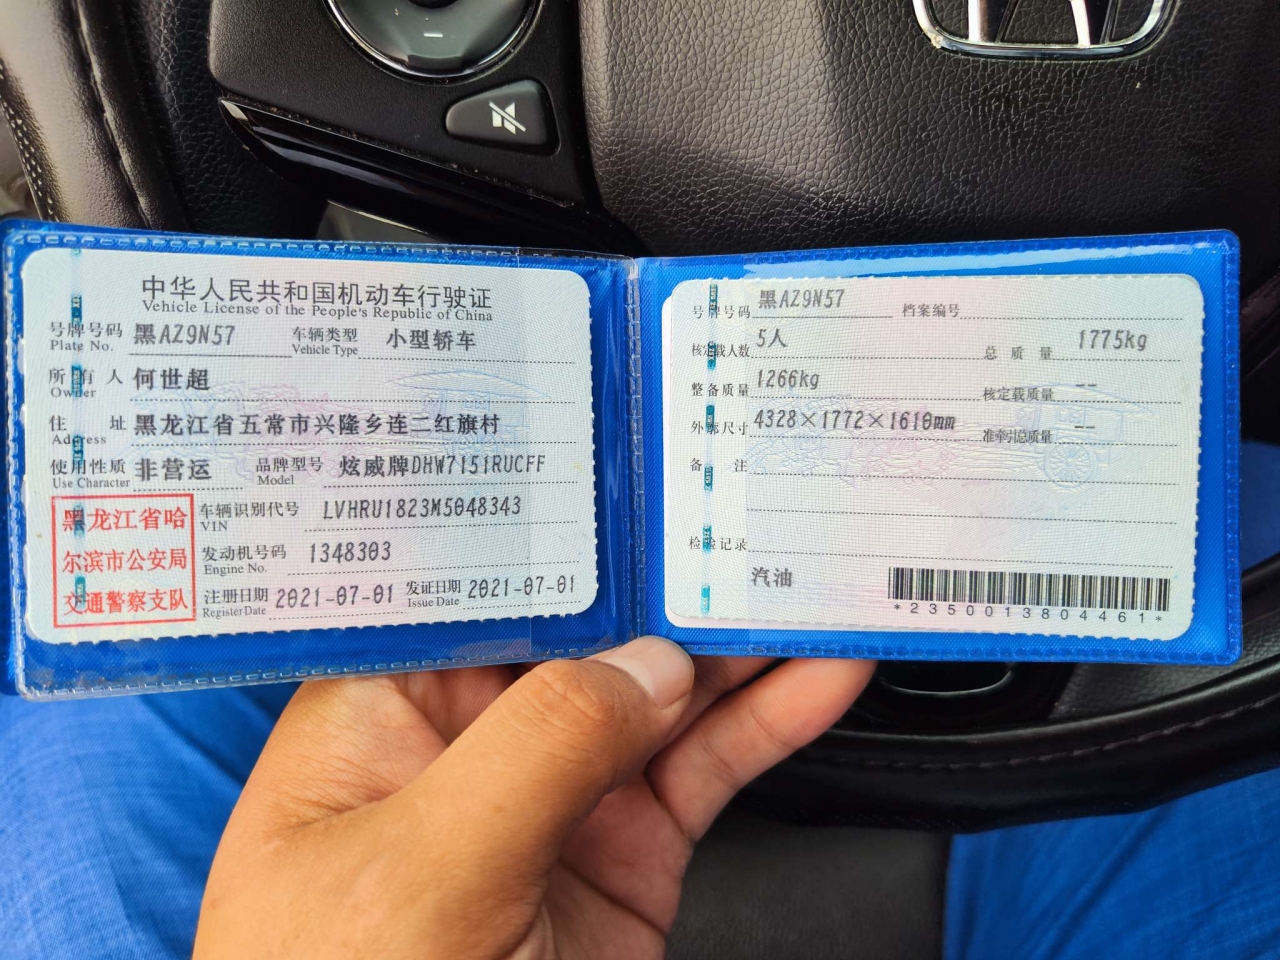 中华人民共和国机动车行驶证
Vehicle License of the People's Republic of China
号牌号码 黑AZ9N57 车辆类型 小型轿车
Plate No. Vehicle Type
所有人 何世超
Owner
住址 黑龙江省五常市兴隆乡连二红旗村
Address
使用性质 非营运 品牌型号 炫威牌DHW7151RUCFF
Use Character Model
黑龙江省哈
尔滨市公安局
交通警察支队
车辆识别代号 LVHRU1823M5048343
VIN
发动机号码 1348303
Engine No.
注册日期 2021-07-01 发证日期 2021-07-01
Register Date Issue Date
号牌号码 黑AZ9N57 档案编号
核定载人数 5人 总质量 1775kg
整备质量 1266kg 核定载质量 --
外廓尺寸 4328×1772×1610mm 准牵引总质量 --
备注
检验记录
汽油
*2350013804461*